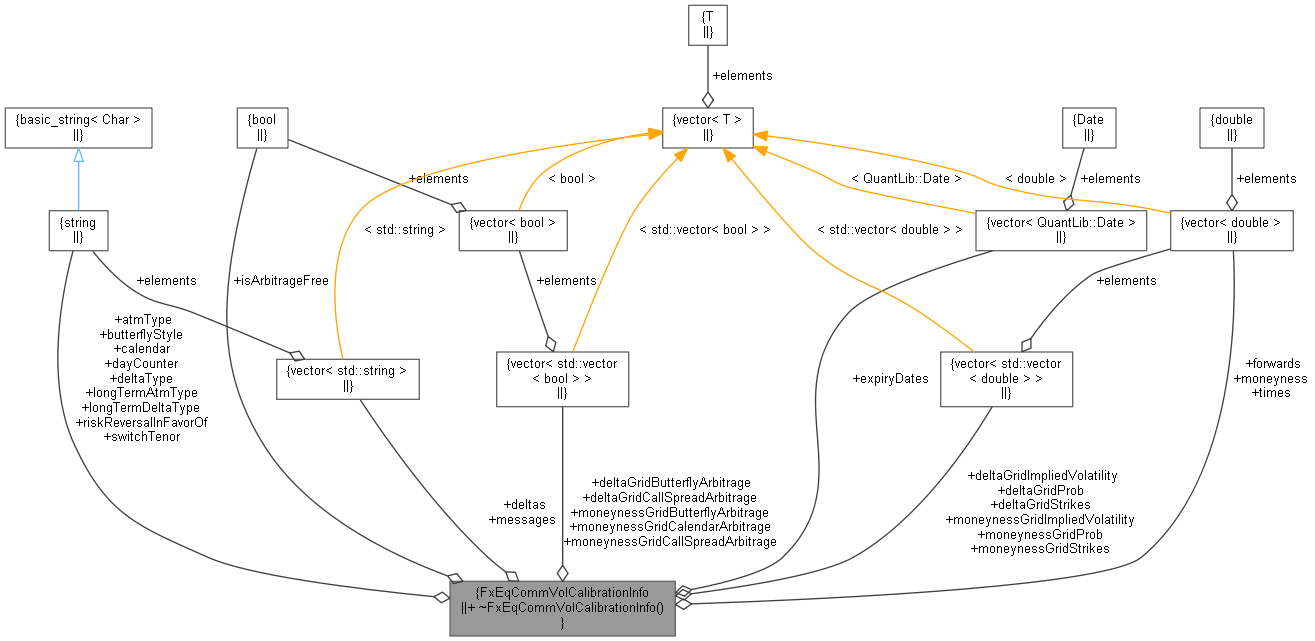 {T
||}
+elements
{basic_string< Char >
||}
{bool
||}
{vector< T >
||}
{Date
||}
{double
||}
+elements
< bool >
< QuantLib::Date >
< double >
+elements
+elements
{string
||}
< std::string >
{vector< bool >
||}
< std::vector< bool > >
< std::vector< double > >
{vector< QuantLib::Date >
||}
{vector< double >
||}
+elements
+isArbitrageFree
+elements
+elements
+atmType
+butterflyStyle
+calendar
+dayCounter
+deltaType
+longTermAtmType
+longTermDeltaType
+riskReversalInFavorOf
+switchTenor
{vector< std::string >
||}
{vector< std::vector
< bool > >
||}
+expiryDates
{vector< std::vector
< double > >
||}
+forwards
+moneyness
+times
+deltas
+messages
+deltaGridButterflyArbitrage
+deltaGridCallSpreadArbitrage
+moneynessGridButterflyArbitrage
+moneynessGridCalendarArbitrage
+moneynessGridCallSpreadArbitrage
+deltaGridImpliedVolatility
+deltaGridProb
+deltaGridStrikes
+moneynessGridImpliedVolatility
+moneynessGridProb
+moneynessGridStrikes
{FxEqCommVolCalibrationInfo
||+ ~FxEqCommVolCalibrationInfo()
}